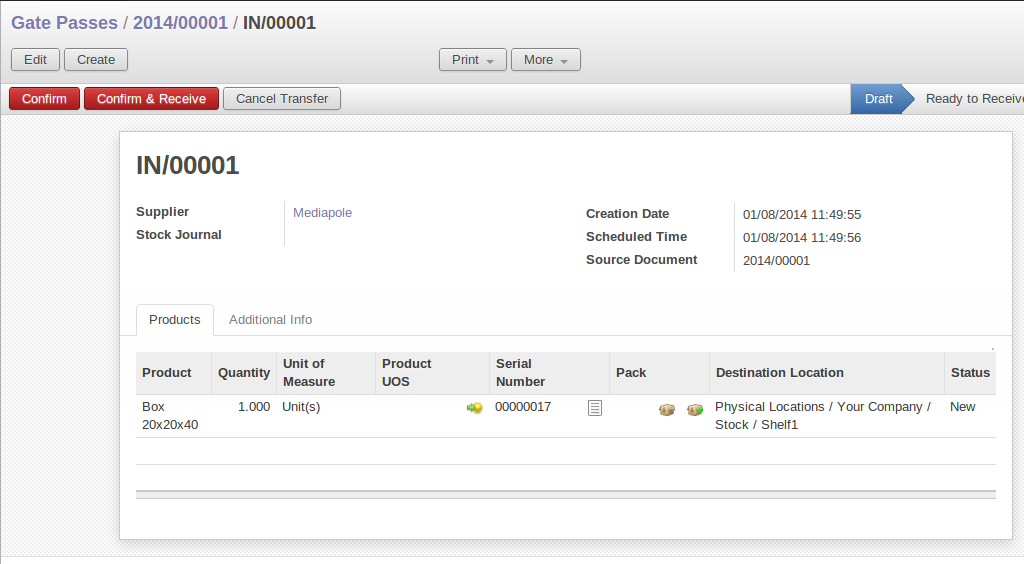 Gate Passes / 2014/00001 / IN/00001
Edit Create Print More
Confirm Confirm & Receive Cancel Transfer Draft Ready to Receive
IN/00001
Supplier Mediapole
Stock Journal
Creation Date 01/08/2014 11:49:55
Scheduled Time 01/08/2014 11:49:56
Source Document 2014/00001
Products Additional Info
Product Quantity Unit of Measure Product UOS Serial Number Pack Destination Location Status
Box 20x20x40 1.000 Unit(s) 00000017 Physical Locations / Your Company / Stock / Shelf1 New